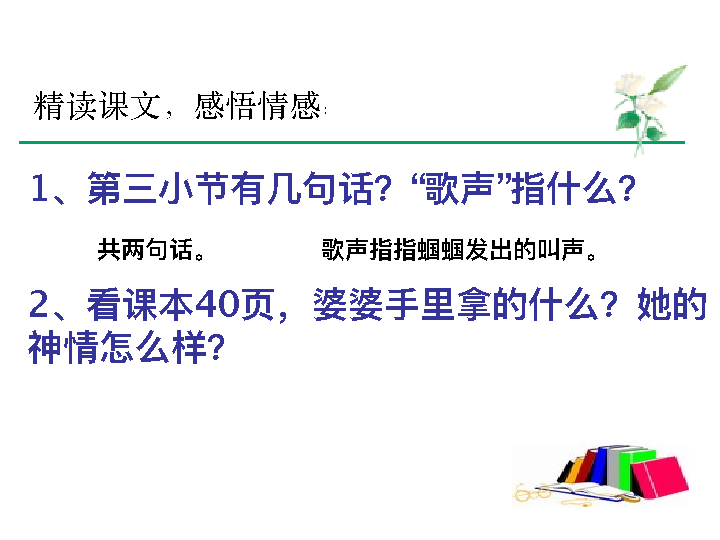 精读课文，感悟情感：
1、第三小节有几句话？“歌声”指什么？
共两句话。 歌声指指蝈蝈发出的叫声。
2、看课本40页，婆婆手里拿的什么？她的
神情怎么样？